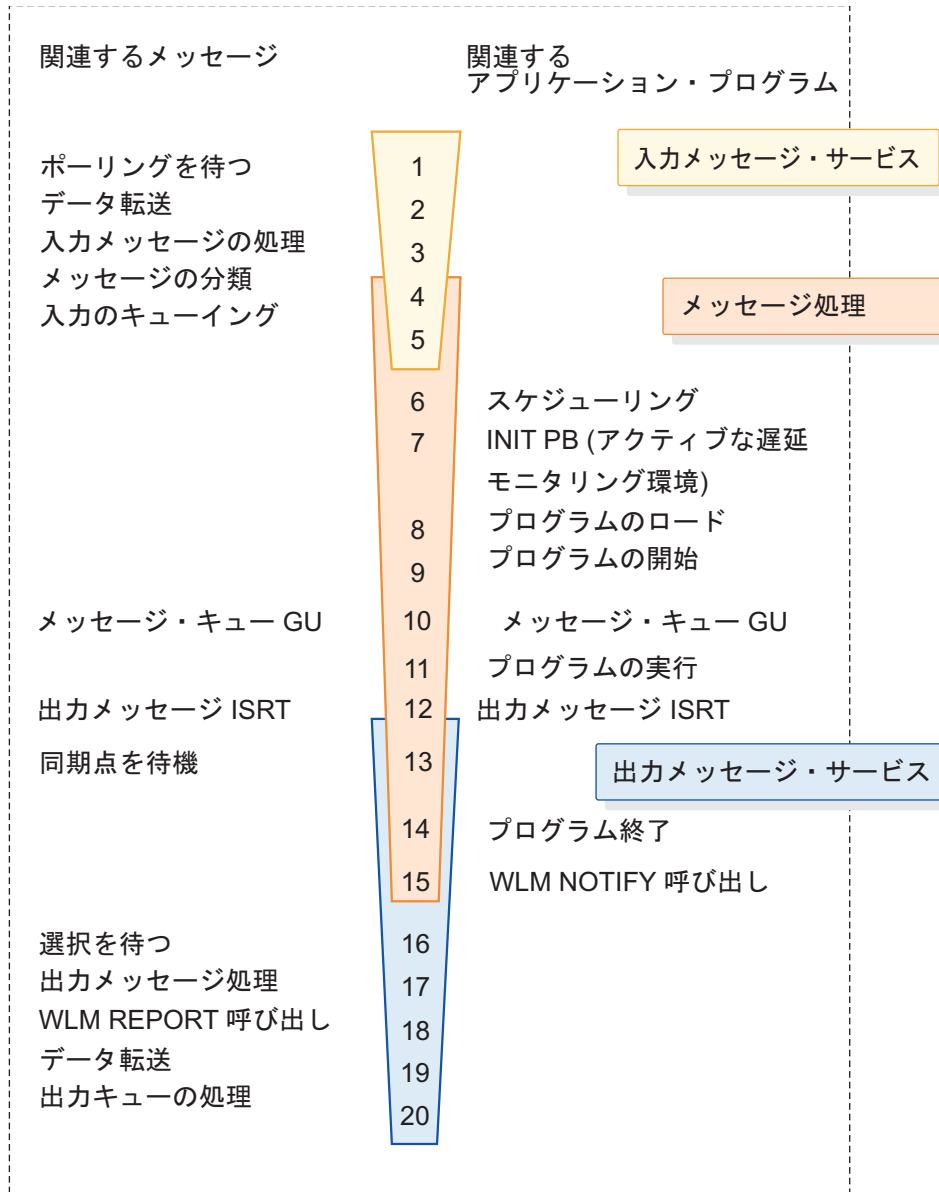 関連するメッセージ
関連する
アプリケーション・プログラム
入力メッセージ・サービス
ポーリングを待つ
1
データ転送
2
入力メッセージの処理
3
メッセージの分類
4
メッセージ処理
入力のキューイング
5
6
スケジューリング
7
INIT PB (アクティブな遅延
モニタリング環境)
8
プログラムのロード
9
プログラムの開始
メッセージ・キュー GU
10
メッセージ・キュー GU
11
プログラムの実行
出力メッセージ ISRT
12
出力メッセージ ISRT
同期点を待機
13
出力メッセージ・サービス
14
プログラム終了
15
WLM NOTIFY 呼び出し
選択を待つ
16
出力メッセージ処理
17
WLM REPORT 呼び出し
18
データ転送
19
出力キューの処理
20